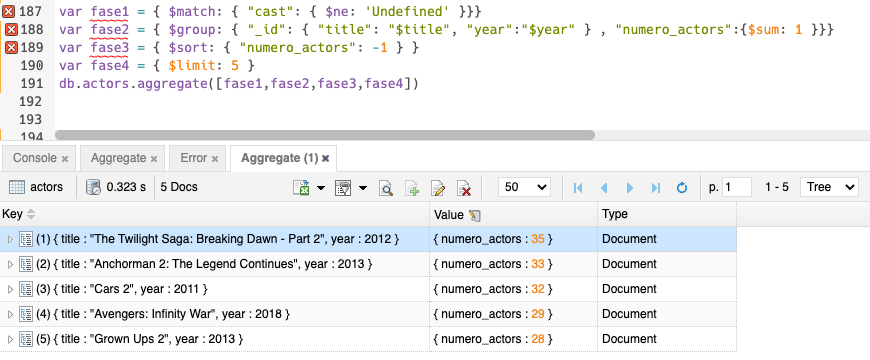 187 var fase1 = { $match: { "cast": { $ne: 'Undefined' }}}
188 var fase2 = { $group: { "_id": { "title": "$title", "year":"$year" } , "numero_actors":{$sum: 1 }}}
189 var fase3 = { $sort: { "numero_actors": -1 } }
190 var fase4 = { $limit: 5 }
191 db.actors.aggregate([fase1,fase2,fase3,fase4])
192
193
194
Console × Aggregate × Error × Aggregate (1) ×
actors 0.323 s 5 Docs 50 p. 1 1 - 5 Tree
Key Value Type
(1) { title : "The Twilight Saga: Breaking Dawn - Part 2", year : 2012 } { numero_actors : 35 } Document
(2) { title : "Anchorman 2: The Legend Continues", year : 2013 } { numero_actors : 33 } Document
(3) { title : "Cars 2", year : 2011 } { numero_actors : 32 } Document
(4) { title : "Avengers: Infinity War", year : 2018 } { numero_actors : 29 } Document
(5) { title : "Grown Ups 2", year : 2013 } { numero_actors : 28 } Document